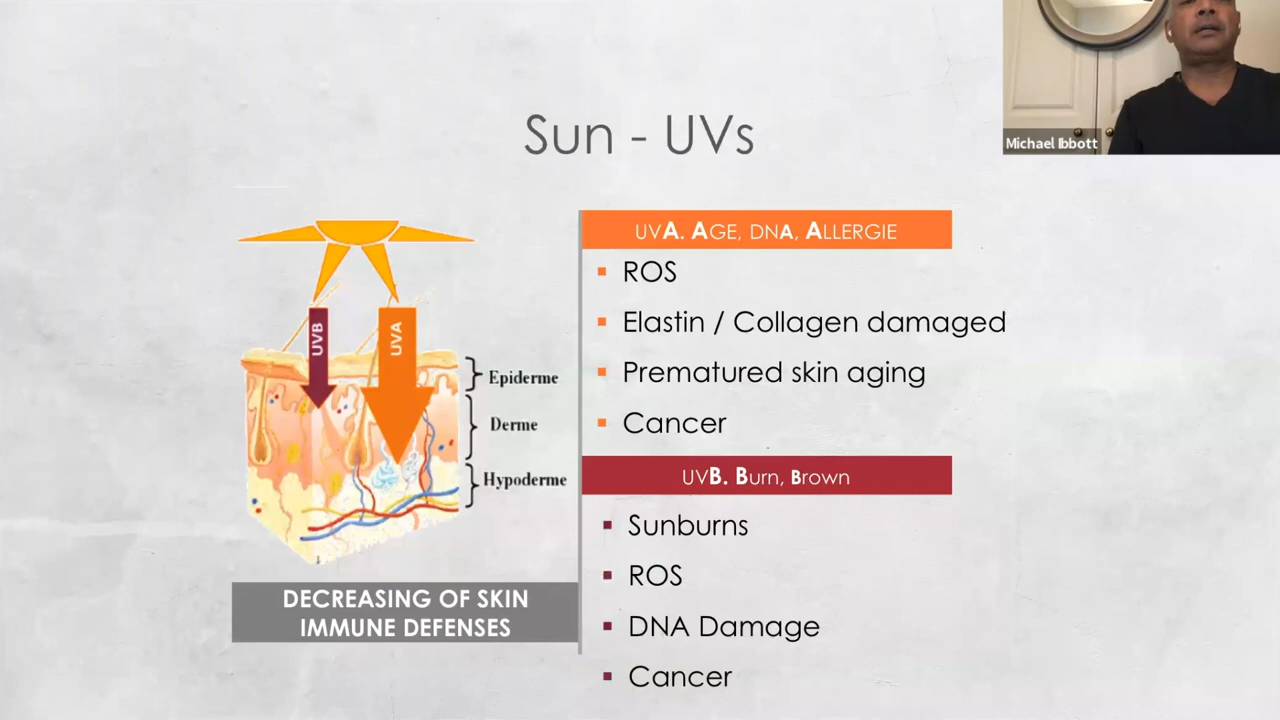 Michael Ibbott
Sun - UVs
UVA. AGE, DNA, ALLERGIE
ROS
Elastin / Collagen damaged
Prematured skin aging
Cancer
UVB
UVA
Epiderme
Derme
Hypoderme
UVB. Burn, Brown
Sunburns
ROS
DNA Damage
Cancer
DECREASING OF SKIN
IMMUNE DEFENSES